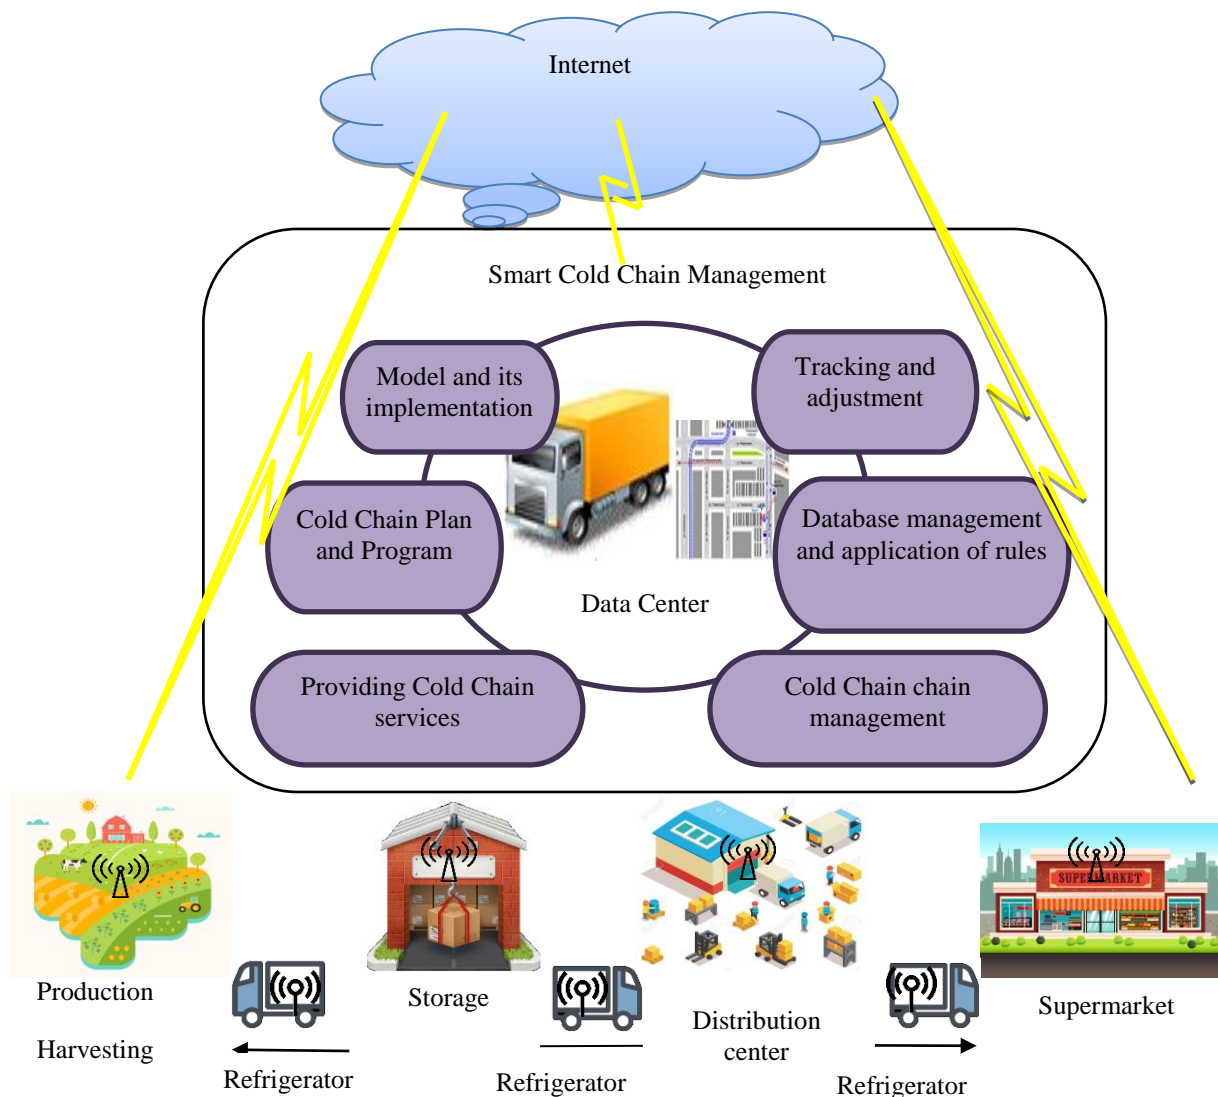 Internet
Smart Cold Chain Management
Model and its
implementation
Tracking and
adjustment
Cold Chain Plan
and Program
Database management
and application of rules
Data Center
Providing Cold Chain
services
Cold Chain chain
management
SUPERMARKET
Production
Harvesting
Storage
Distribution
center
Supermarket
Refrigerator
Refrigerator
Refrigerator